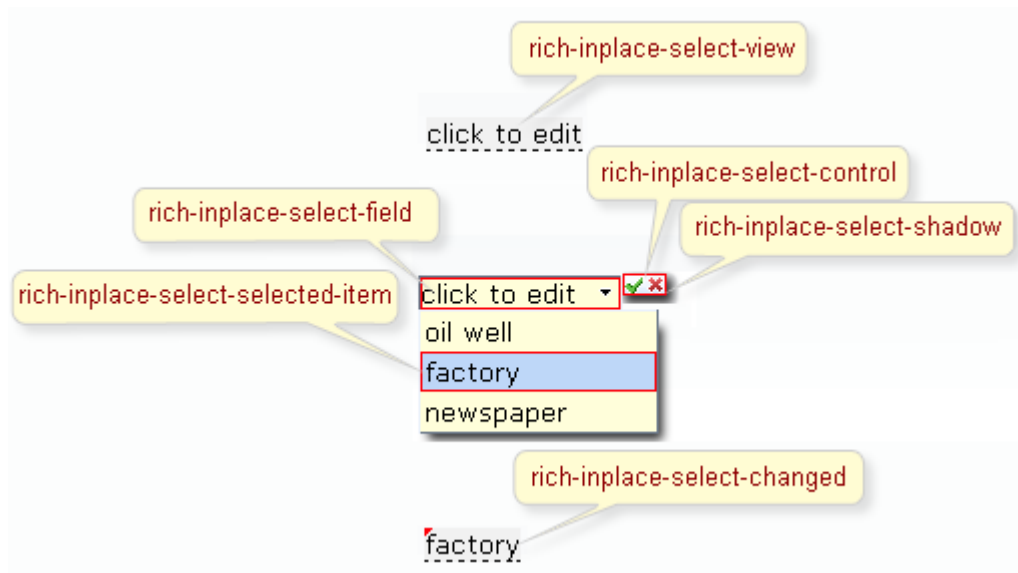 rich-inplace-select-view
click to edit
rich-inplace-select-control
rich-inplace-select-field
rich-inplace-select-shadow
rich-inplace-select-selected-item
click to edit
oil well
factory
newspaper
rich-inplace-select-changed
factory